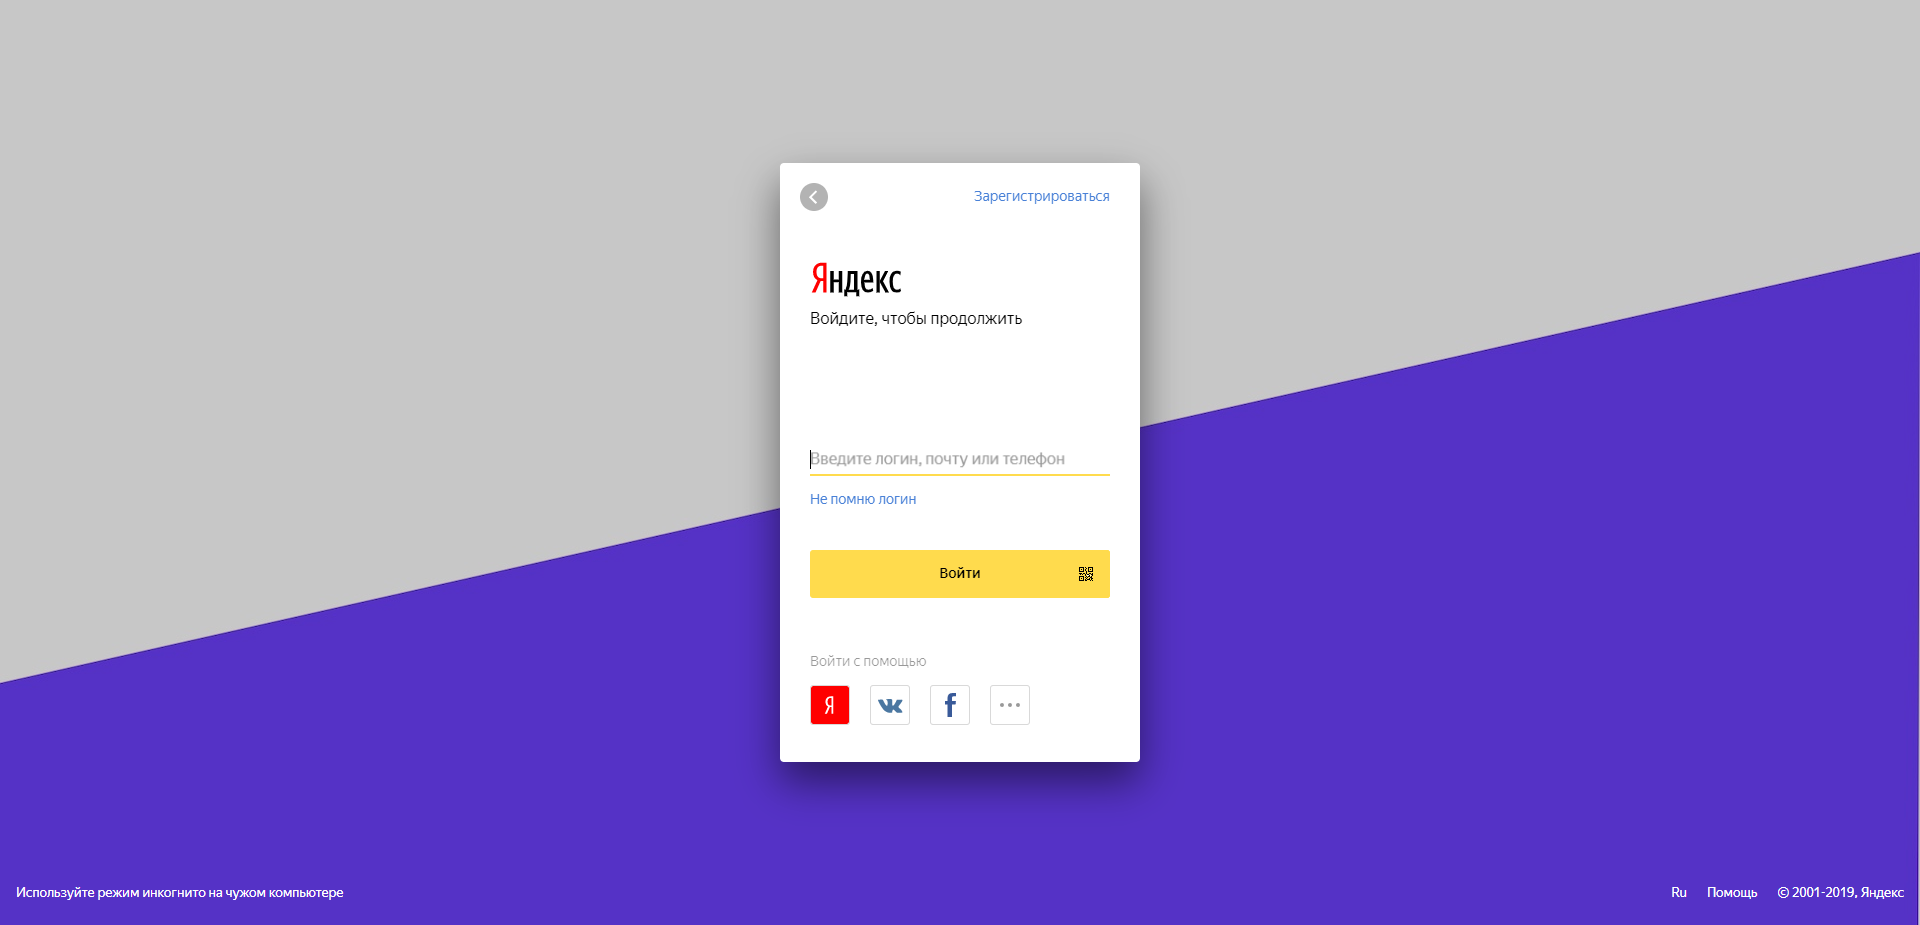 Зарегистрироваться
Яндекс
Войдите, чтобы продолжить
Введите логин, почту или телефон
Не помню логин
Войти
Войти с помощью
Я
f
Используйте режим инкогнито на чужом компьютере
Ru Помощь © 2001-2019, Яндекс